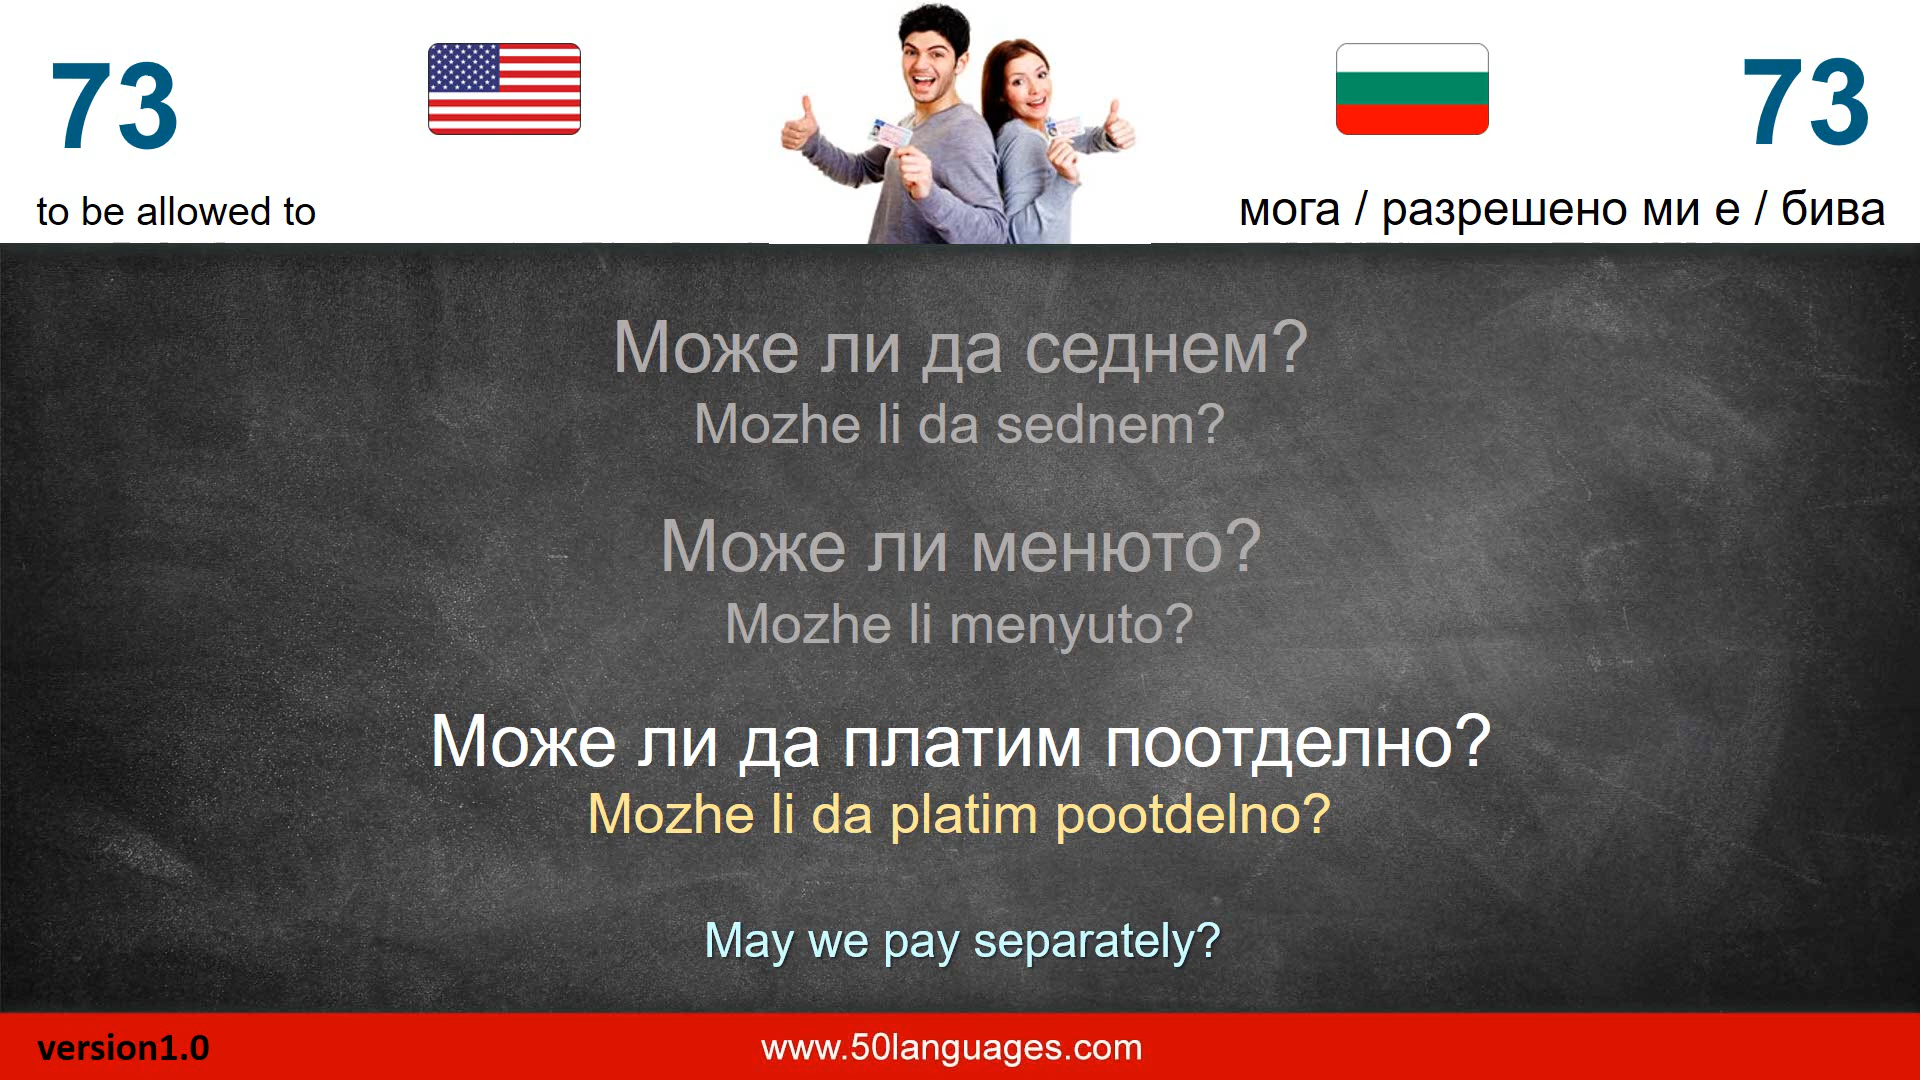 73
73
to be allowed to
мога / разрешено ми е / бива
Може ли да седнем?
Mozhe li da sednem?
Може ли менюто?
Mozhe li menyuto?
Може ли да платим поотделно?
Mozhe li da platim pootdelno?
May we pay separately?
version1.0
www.50languages.com